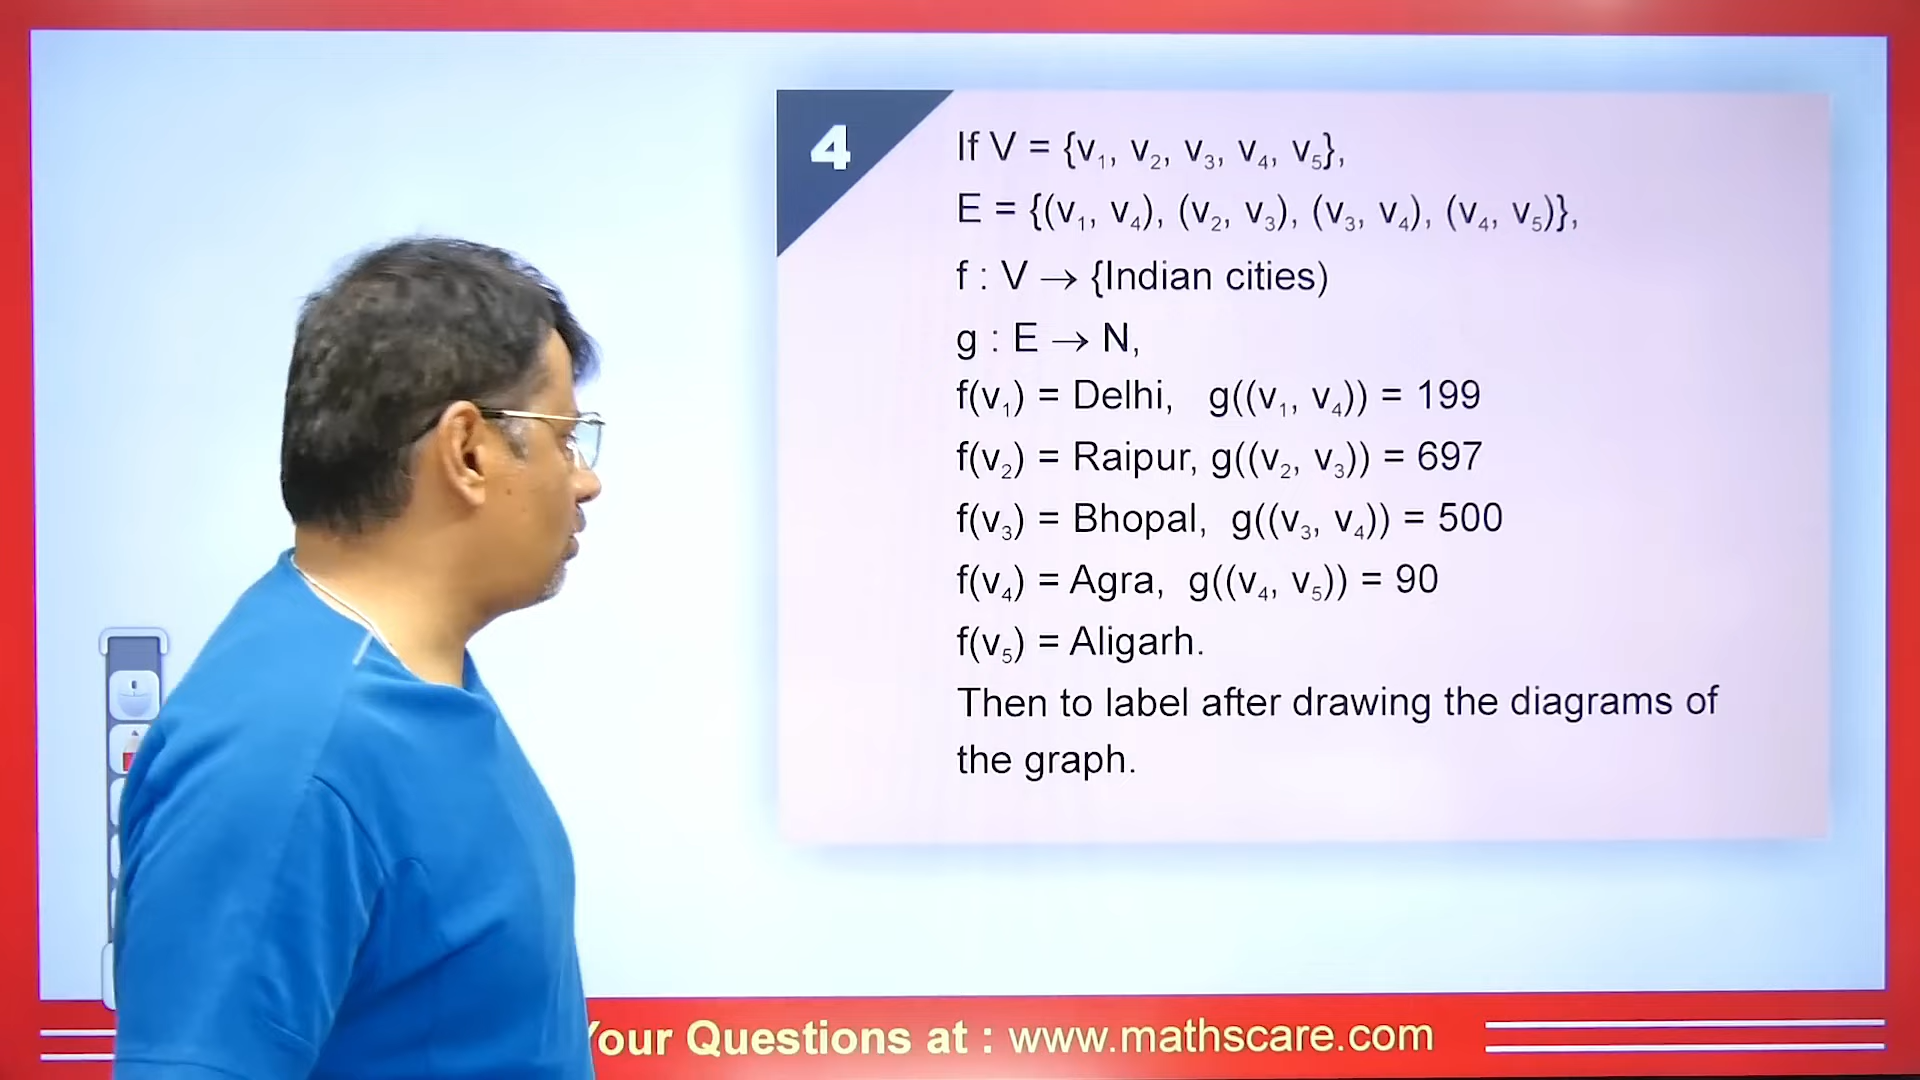 4
If V = {v₁, v₂, v₃, v₄, v₅},
E = {(v₁, v₄), (v₂, v₃), (v₃, v₄), (v₄, v₅)},
f : V → {Indian cities)
g : E → N,
f(v₁) = Delhi, g((v₁, v₄)) = 199
f(v₂) = Raipur, g((v₂, v₃)) = 697
f(v₃) = Bhopal, g((v₃, v₄)) = 500
f(v₄) = Agra, g((v₄, v₅)) = 90
f(v₅) = Aligarh.
Then to label after drawing the diagrams of
the graph.
Your Questions at : www.mathscare.com